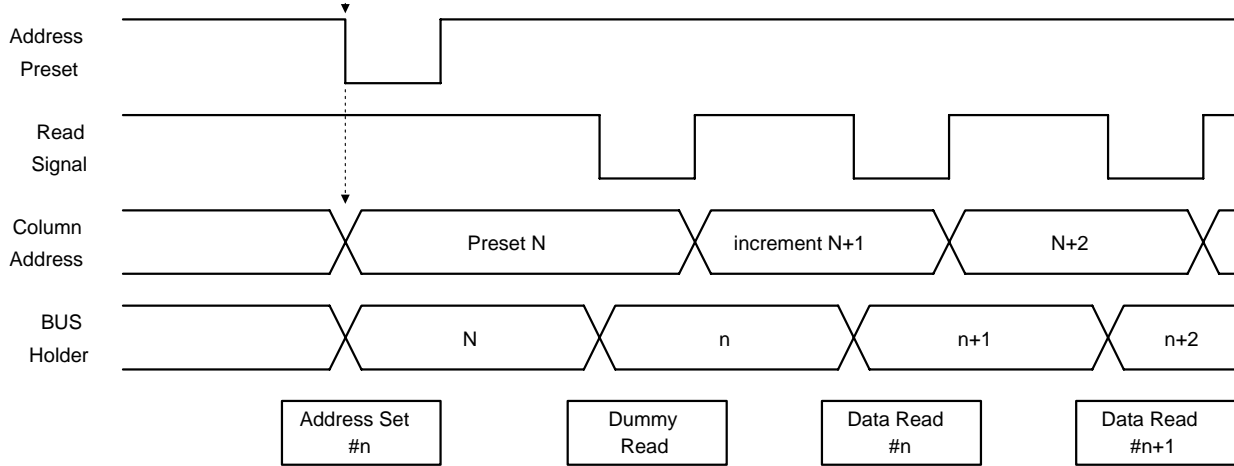 Address
Preset
Read
Signal
Column
Address
Preset N
increment N+1
N+2
BUS
Holder
N
n
n+1
n+2
Address Set
#n
Dummy
Read
Data Read
#n
Data Read
#n+1